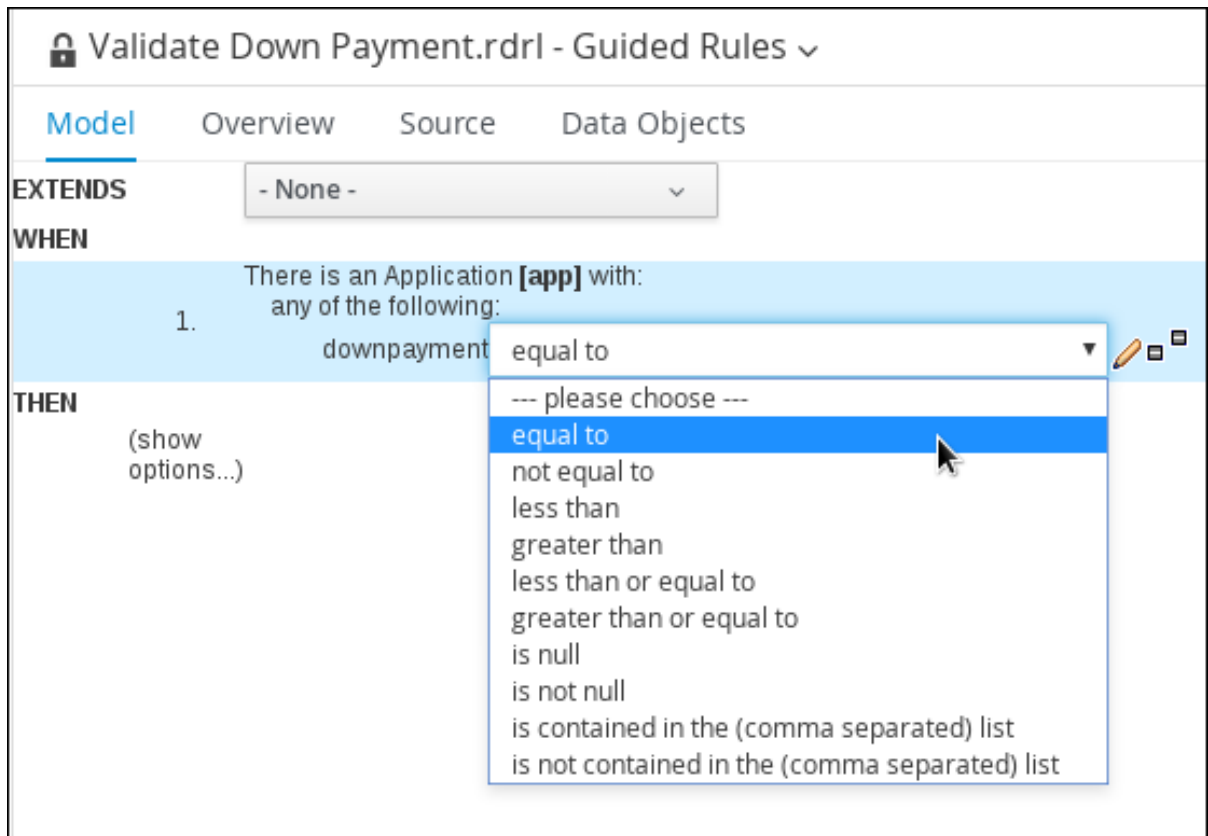 Validate Down Payment.rdrl - Guided Rules
Model Overview Source Data Objects
EXTENDS - None -
WHEN
There is an Application [app] with:
any of the following:
1.
downpayment equal to
--- please choose ---
THEN
equal to
(show
options...)
not equal to
less than
greater than
less than or equal to
greater than or equal to
is null
is not null
is contained in the (comma separated) list
is not contained in the (comma separated) list